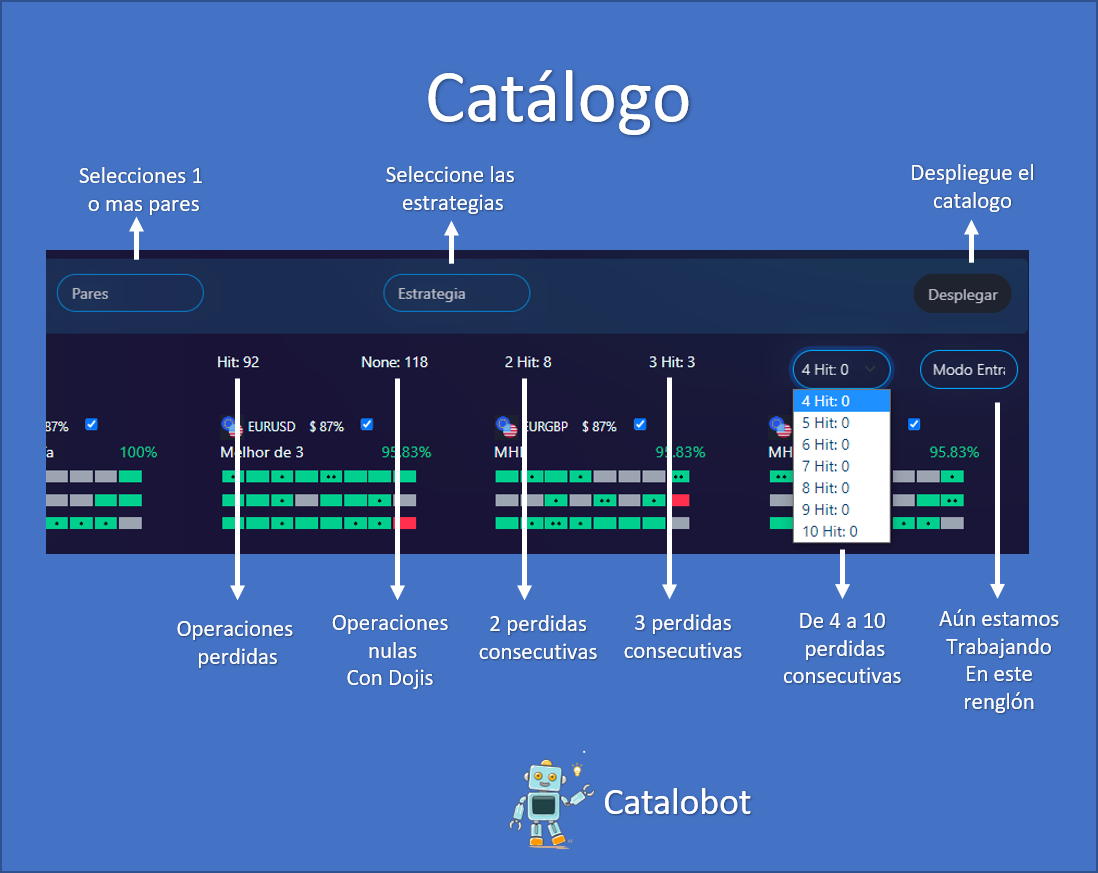 Catálogo
Selecciones 1
o mas pares
Seleccione las
estrategias
Despliegue el
catalogo
Pares
Estrategia
Desplegar
Hit: 92
None: 118
2 Hit: 8
3 Hit: 3
4 Hit: 0
Modo Entra
4 Hit: 0
5 Hit: 0
6 Hit: 0
7 Hit: 0
8 Hit: 0
9 Hit: 0
10 Hit: 0
87%
EURUSD $ 87%
EURGBP $ 87%
100%
Melhor de 3 95.83%
MHI 95.83%
MH 95.83%
Operaciones
perdidas
Operaciones
nulas
Con Dojis
2 perdidas
consecutivas
3 perdidas
consecutivas
De 4 a 10
perdidas
consecutivas
Aún estamos
Trabajando
En este
renglón
Catalobot